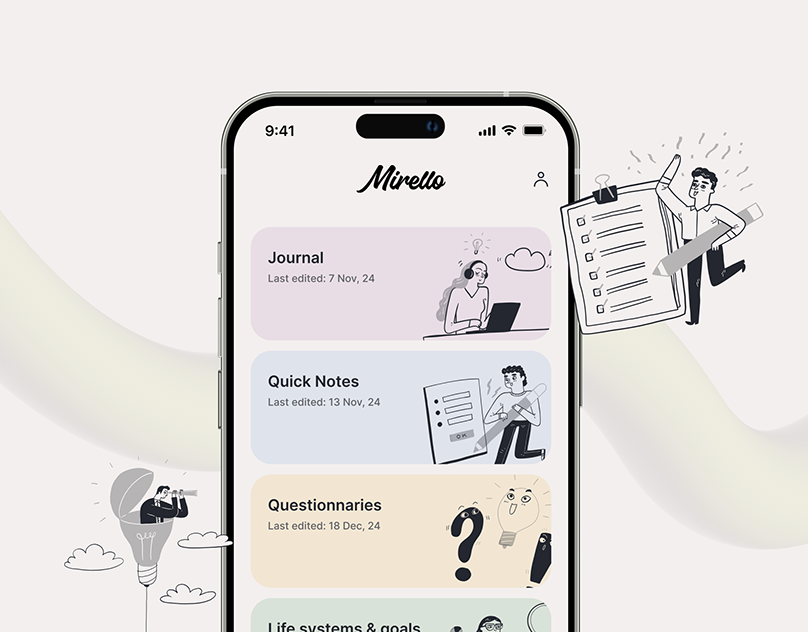 9:41
Mirello
Journal
Last edited: 7 Nov, 24
Quick Notes
Last edited: 13 Nov, 24
ON
Questionnaries
Last edited: 18 Dec, 24
Life systems & goals